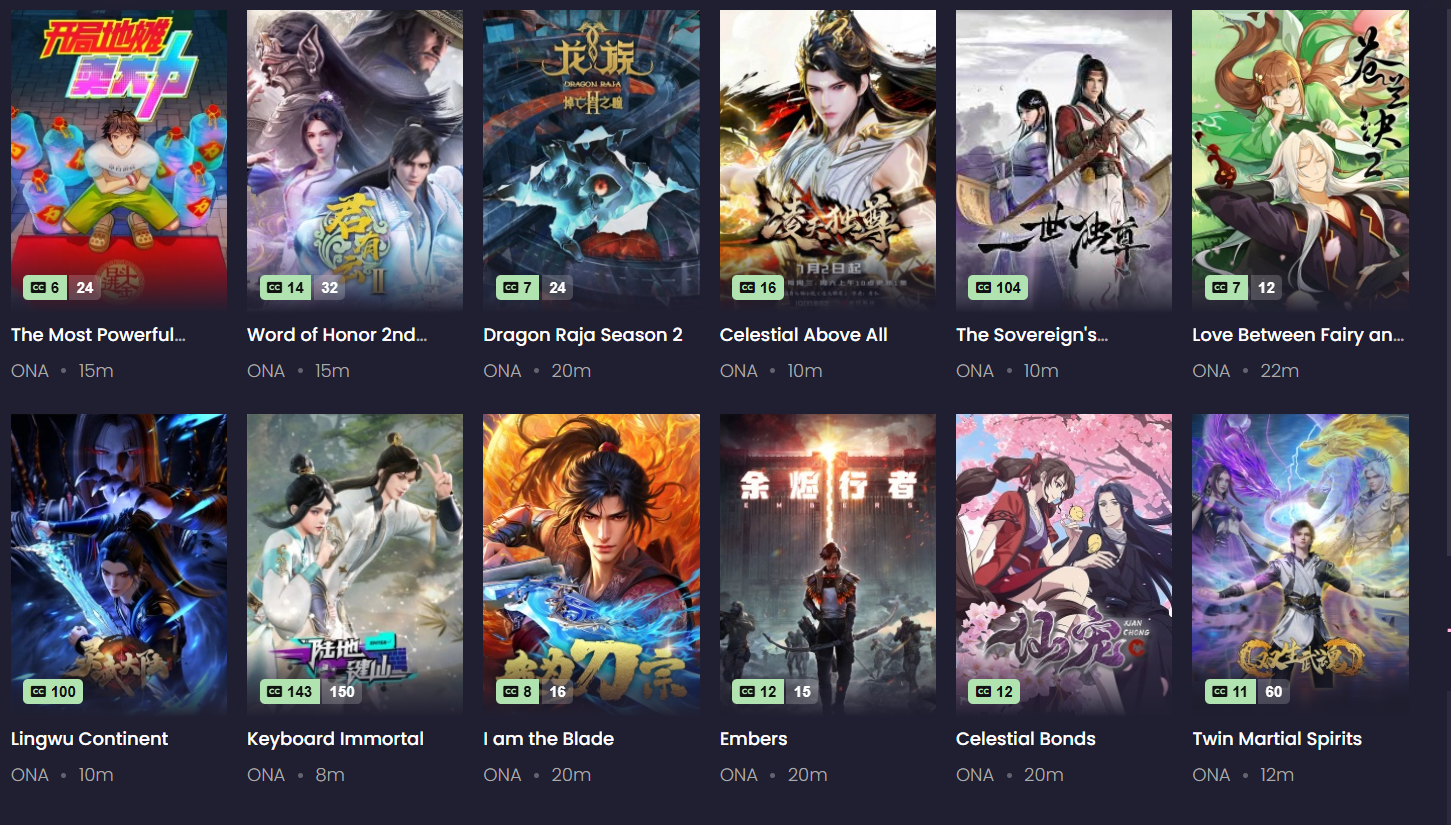 开局地摊
卖大力
君有云
II
龙族
DRAGON RAJA
II
悼亡者之瞳
凌天独尊
1月2日起
一世独尊
苍兰决2
CC 6 24
CC 14 32
CC 7 24
CC 16
CC 104
CC 7 12
The Most Powerful...
Word of Honor 2nd...
Dragon Raja Season 2
Celestial Above All
The Sovereign's...
Love Between Fairy an...
ONA • 15m
ONA • 15m
ONA • 20m
ONA • 10m
ONA • 10m
ONA • 22m
灵武大陆
陆地键仙
劫刀宗
余烬行者
EMBERS
仙宠
XIAN
CHONG
双生武魂
CC 100
CC 143 150
CC 8 16
CC 12 15
CC 12
CC 11 60
Lingwu Continent
Keyboard Immortal
I am the Blade
Embers
Celestial Bonds
Twin Martial Spirits
ONA • 10m
ONA • 8m
ONA • 20m
ONA • 20m
ONA • 20m
ONA • 12m